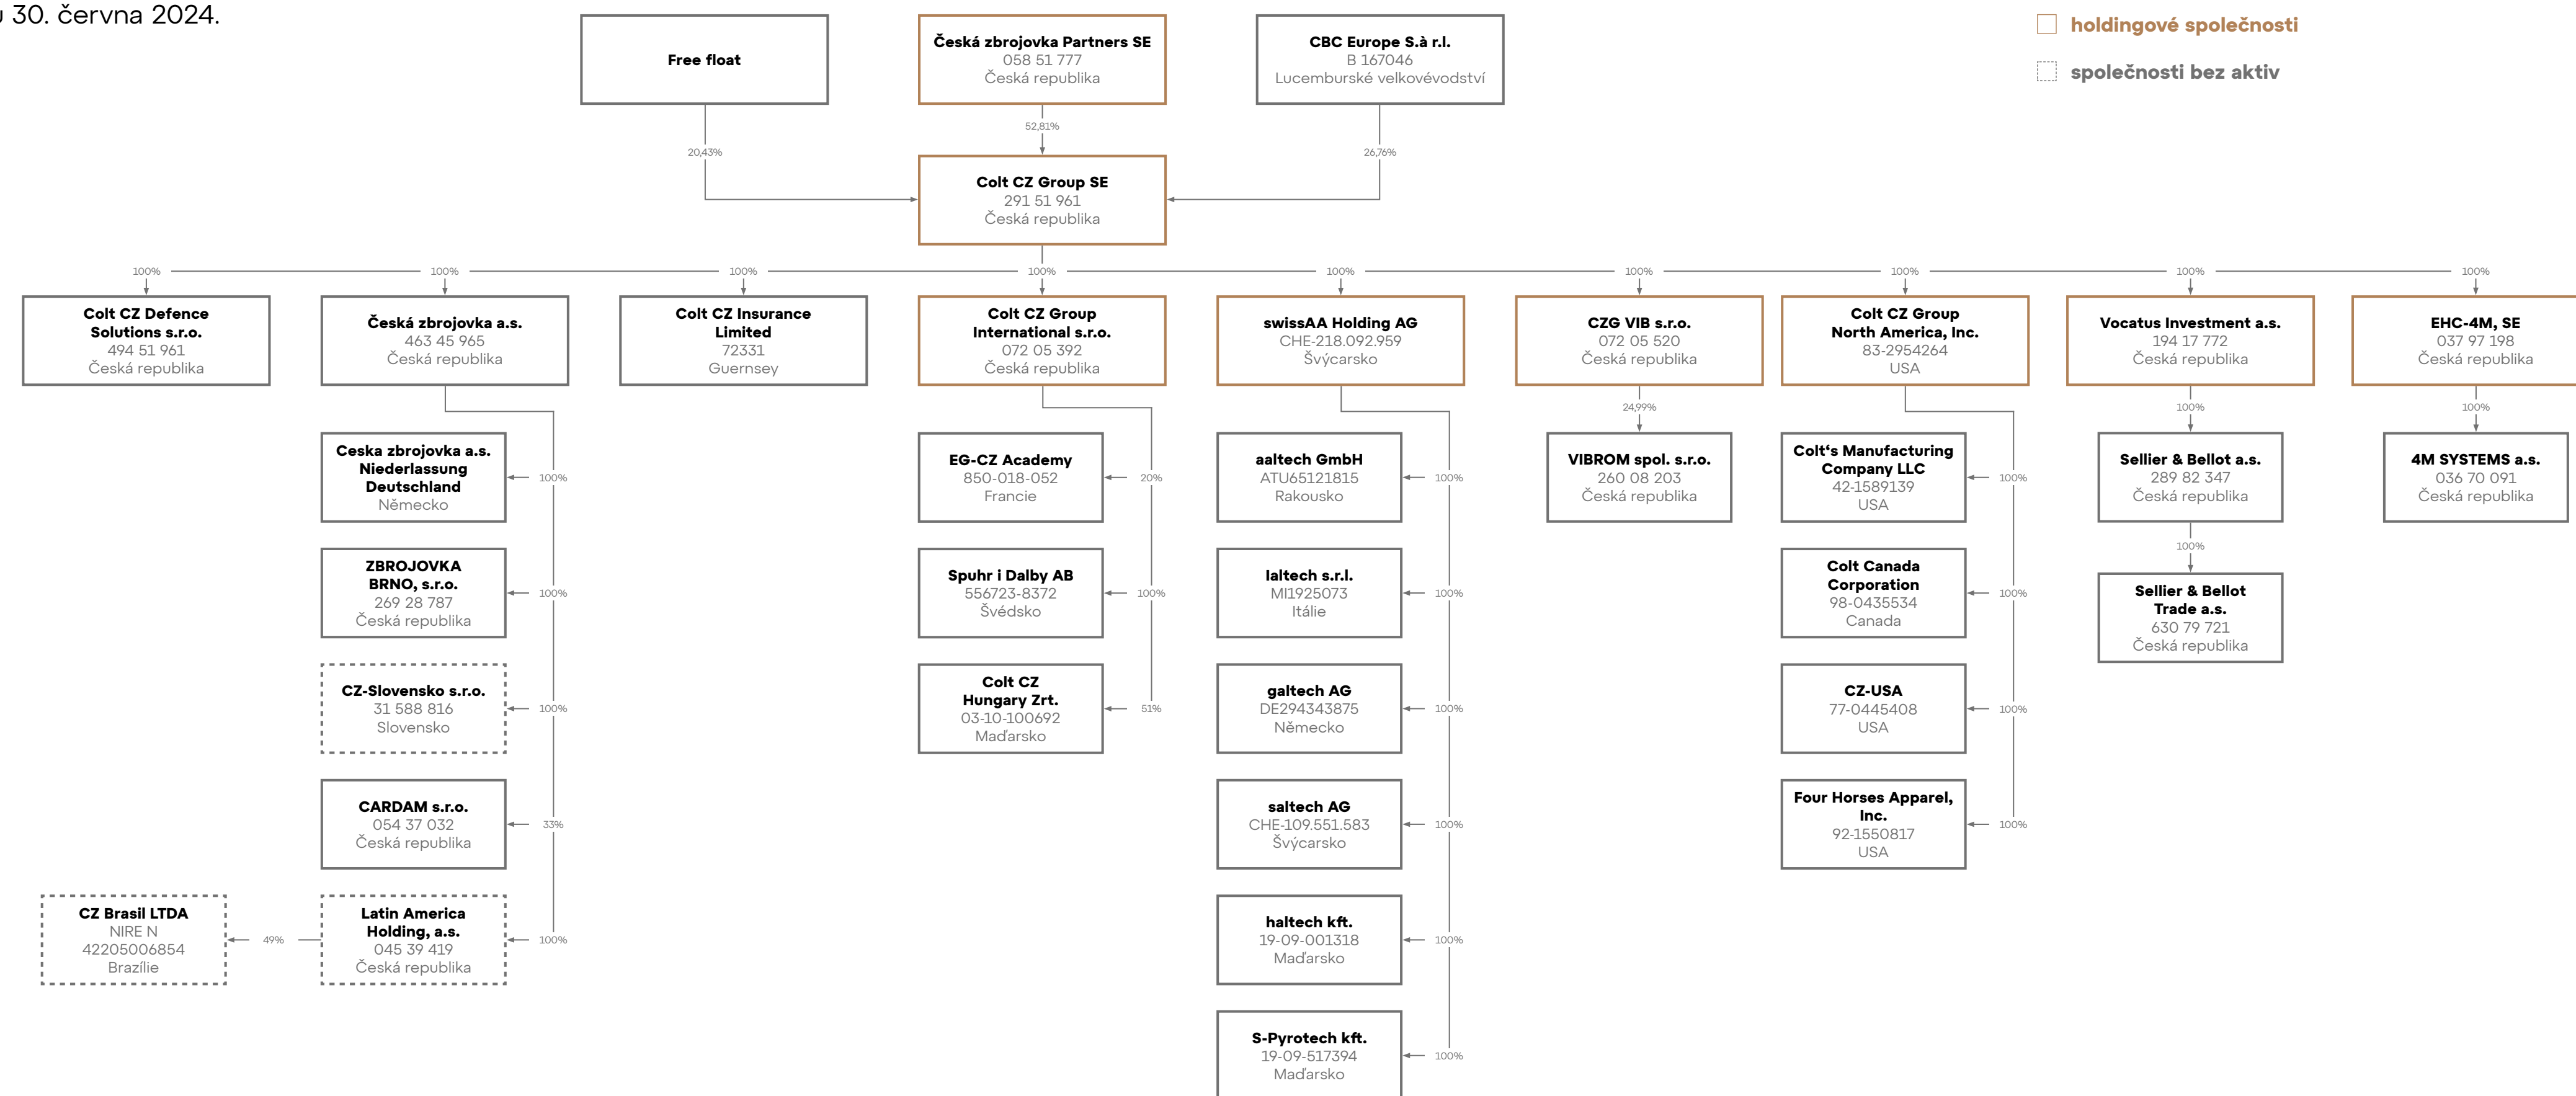 30. června 2024.
holdingové společnosti
společnosti bez aktiv
Free float
Česká zbrojovka Partners SE
058 51 777
Česká republika
CBC Europe S.à r.l.
B 167046
Lucemburské velkovévodství
52,81%
20,43%
26,76%
Colt CZ Group SE
291 51 961
Česká republika
100%
100%
100%
100%
100%
100%
100%
100%
100%
Colt CZ Defence
Solutions s.r.o.
494 51 961
Česká republika
Česká zbrojovka a.s.
463 45 965
Česká republika
Colt CZ Insurance
Limited
72331
Guernsey
Colt CZ Group
International s.r.o.
072 05 392
Česká republika
swissAA Holding AG
CHE-218.092.959
Švýcarsko
CZG VIB s.r.o.
072 05 520
Česká republika
Colt CZ Group
North America, Inc.
83-2954264
USA
Vocatus Investment a.s.
194 17 772
Česká republika
EHC-4M, SE
037 97 198
Česká republika
24,99%
100%
100%
Ceska zbrojovka a.s.
Niederlassung
Deutschland
Německo
100%
EG-CZ Academy
850-018-052
Francie
20%
aaltech GmbH
ATU65121815
Rakousko
100%
VIBROM spol. s.r.o.
260 08 203
Česká republika
Colt‘s Manufacturing
Company LLC
42-1589139
USA
100%
Sellier & Bellot a.s.
289 82 347
Česká republika
4M SYSTEMS a.s.
036 70 091
Česká republika
100%
ZBROJOVKA
BRNO, s.r.o.
269 28 787
Česká republika
100%
Spuhr i Dalby AB
556723-8372
Švédsko
100%
Ialtech s.r.l.
MI1925073
Itálie
100%
Colt Canada
Corporation
98-0435534
Canada
100%
Sellier & Bellot
Trade a.s.
630 79 721
Česká republika
CZ-Slovensko s.r.o.
31 588 816
Slovensko
100%
Colt CZ
Hungary Zrt.
03-10-100692
Maďarsko
51%
galtech AG
DE294343875
Německo
100%
CZ-USA
77-0445408
USA
100%
CARDAM s.r.o.
054 37 032
Česká republika
33%
saltech AG
CHE-109.551.583
Švýcarsko
100%
Four Horses Apparel,
Inc.
92-1550817
USA
100%
CZ Brasil LTDA
NIRE N
42205006854
Brazílie
49%
Latin America
Holding, a.s.
045 39 419
Česká republika
100%
haltech kft.
19-09-001318
Maďarsko
100%
S-Pyrotech kft.
19-09-517394
Maďarsko
100%